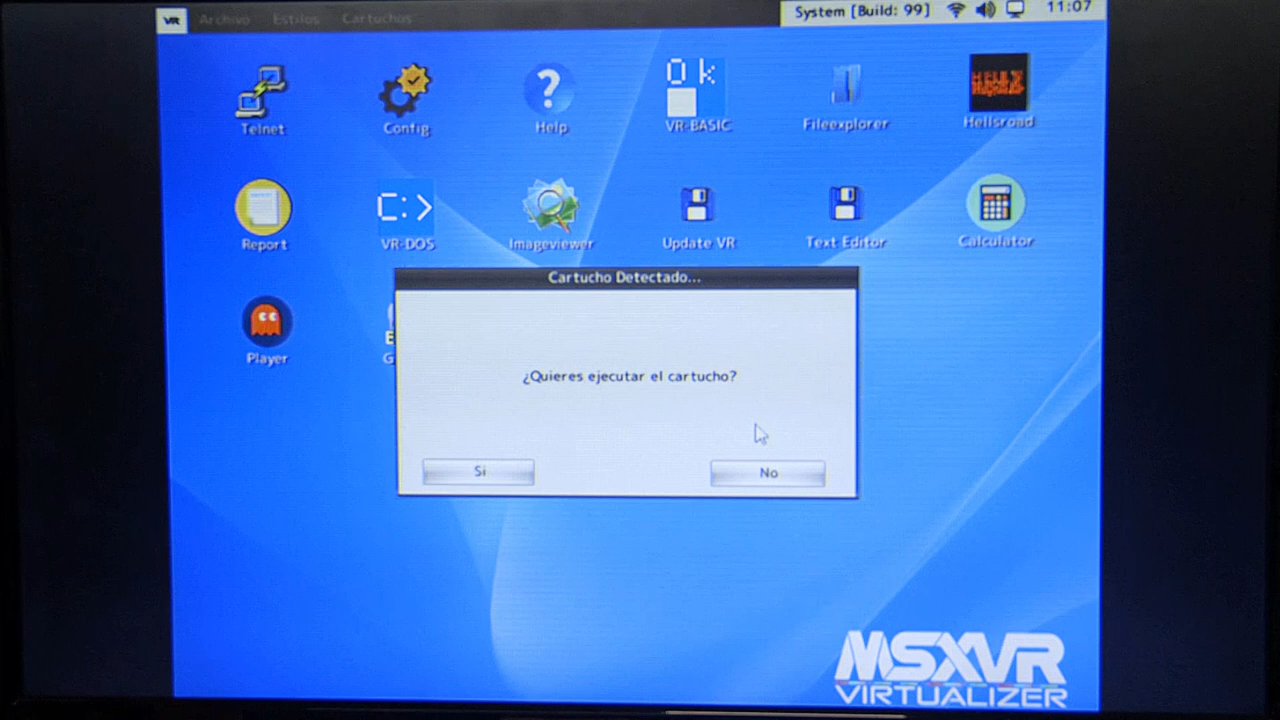 VR Archivo Estilos Cartuchos System [Build: 99] 11:07
Telnet Config Help VR-BASIC Fileexplorer Hellsroad
Ok
Report VR-DOS Imageviewer Update VR Text Editor Calculator
C:>
Cartucho Detectado...
¿Quieres ejecutar el cartucho?
Si No
Player
MSXVR
VIRTUALIZER